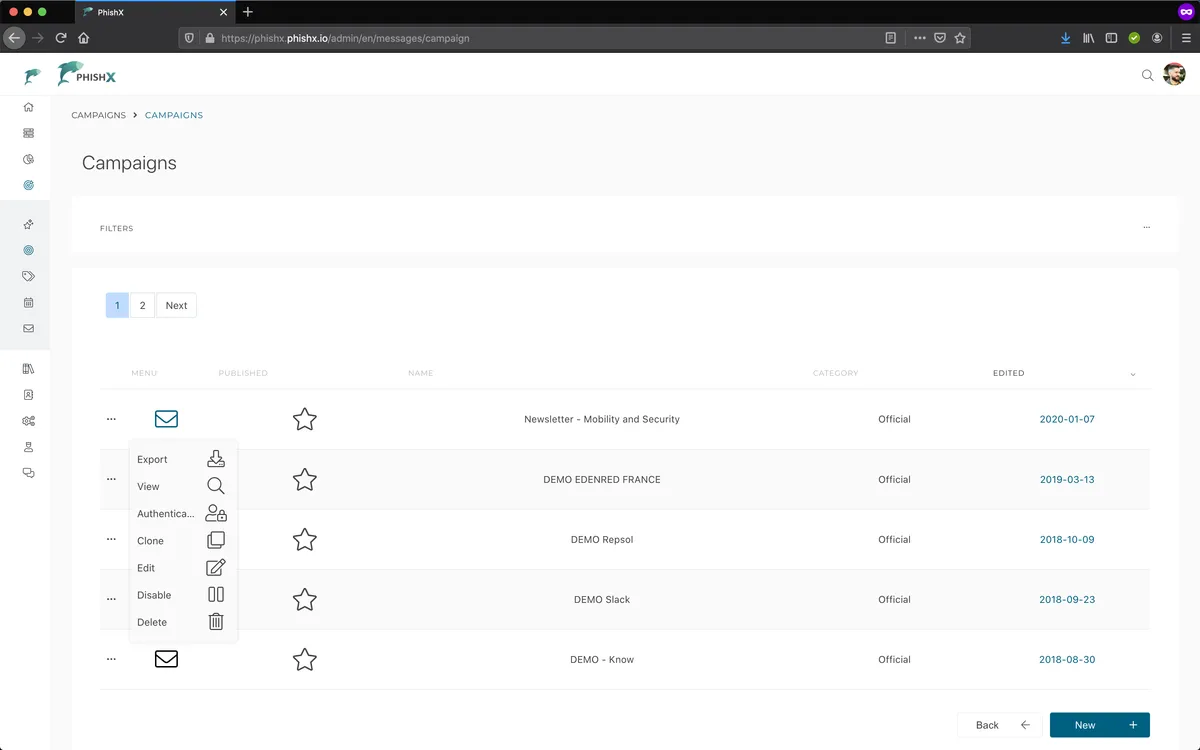 PhishX
https://phishx.phishx.io/admin/en/messages/campaign
PHISHX
CAMPAIGNS > CAMPAIGNS
Campaigns
FILTERS ...
1 2 Next
MENU PUBLISHED NAME CATEGORY EDITED
Newsletter - Mobility and Security Official 2020-01-07
Export
View
DEMO EDENRED FRANCE Official 2019-03-13
Authentica...
Clone
DEMO Repsol Official 2018-10-09
Edit
Disable
DEMO Slack Official 2018-09-23
Delete
DEMO - Know Official 2018-08-30
Back New +